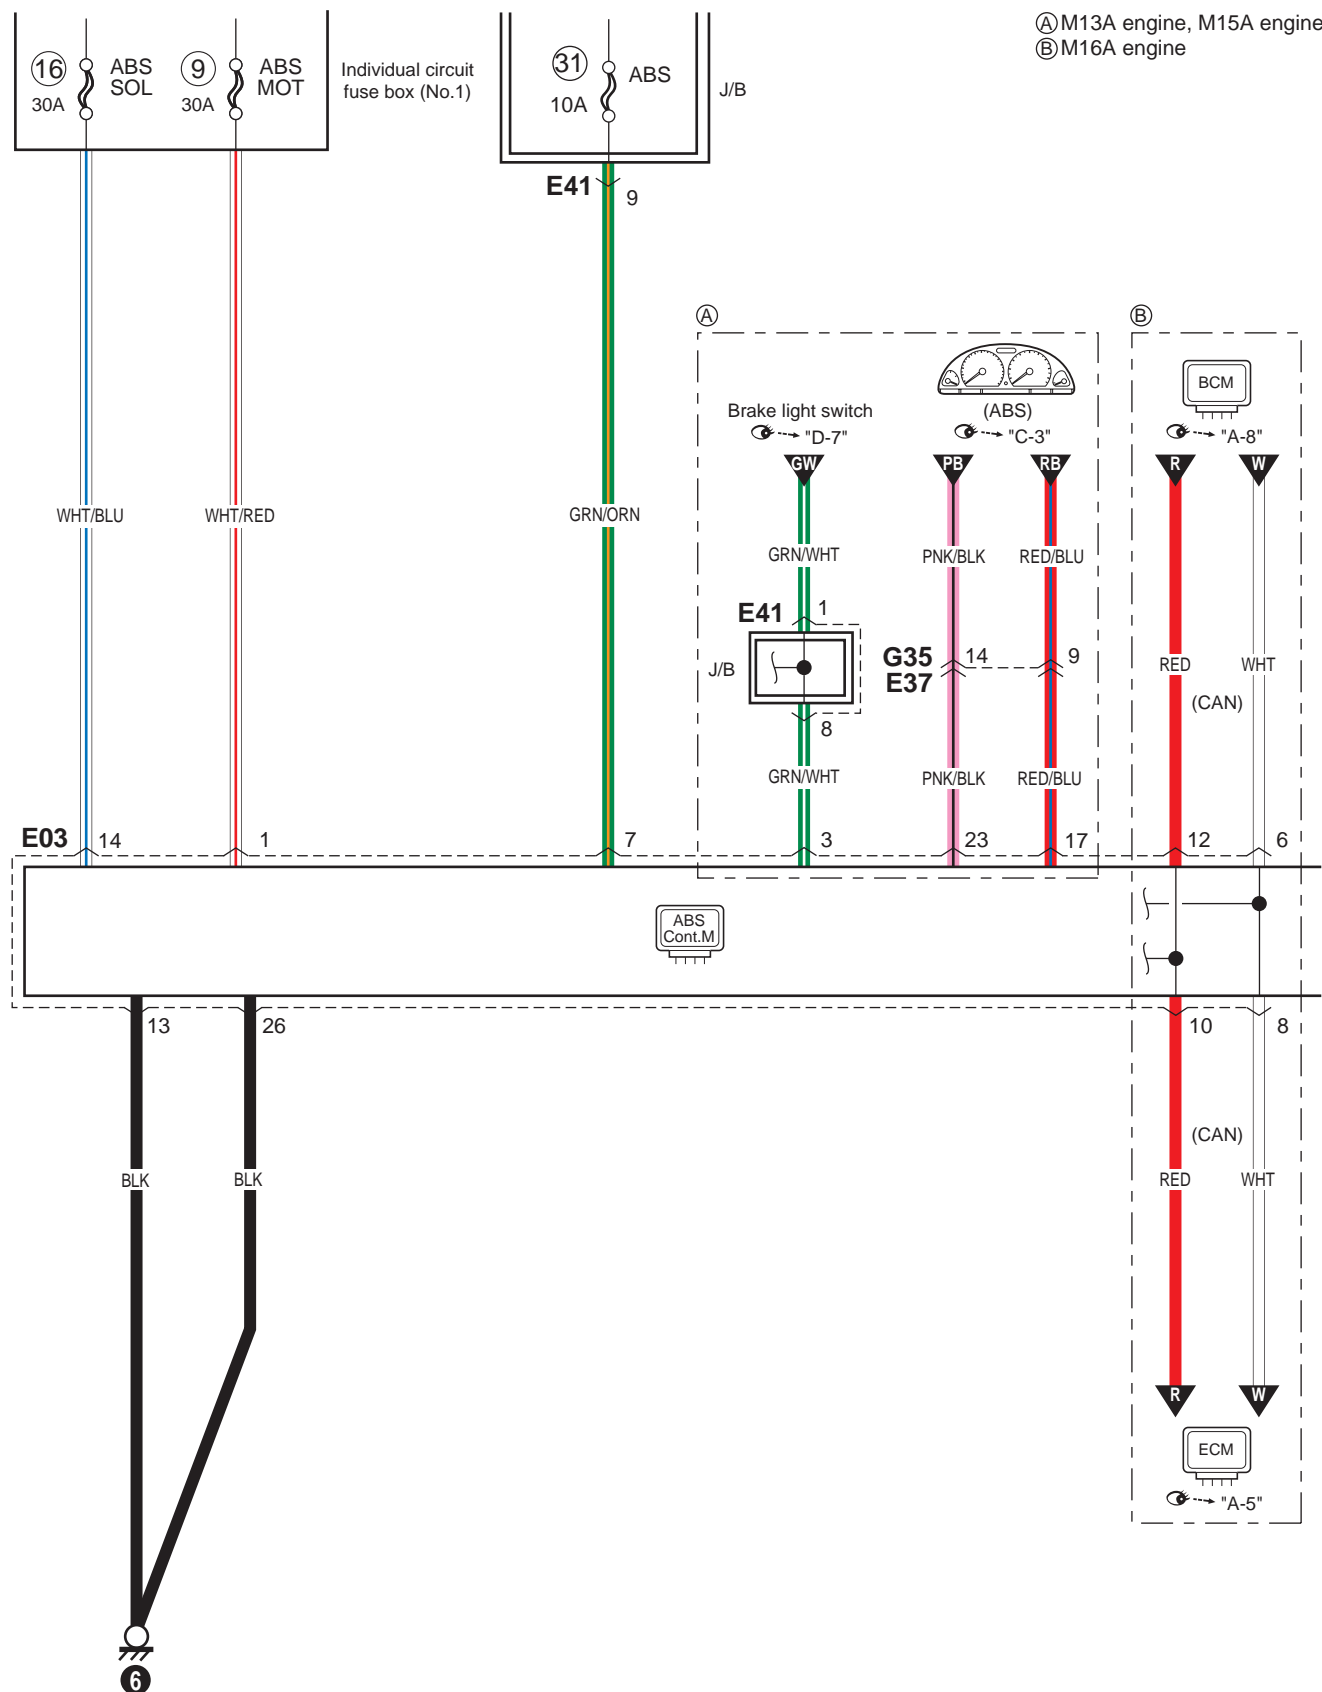 Ⓐ M13A engine, M15A engine
Ⓑ M16A engine
16
ABS
SOL
30A
9
ABS
MOT
30A
Individual circuit
fuse box (No.1)
31
ABS
10A
J/B
E41
9
A
B
BCM
Brake light switch
"D-7"
(ABS)
"C-3"
"A-8"
GW
PB
RB
R
W
WHT/BLU
WHT/RED
GRN/ORN
GRN/WHT
PNK/BLK
RED/BLU
E41
1
J/B
8
G35
E37
14
9
RED
WHT
(CAN)
GRN/WHT
PNK/BLK
RED/BLU
E03
14
1
7
3
23
17
12
6
ABS
Cont.M
13
26
10
8
(CAN)
BLK
BLK
RED
WHT
R
W
ECM
"A-5"
6